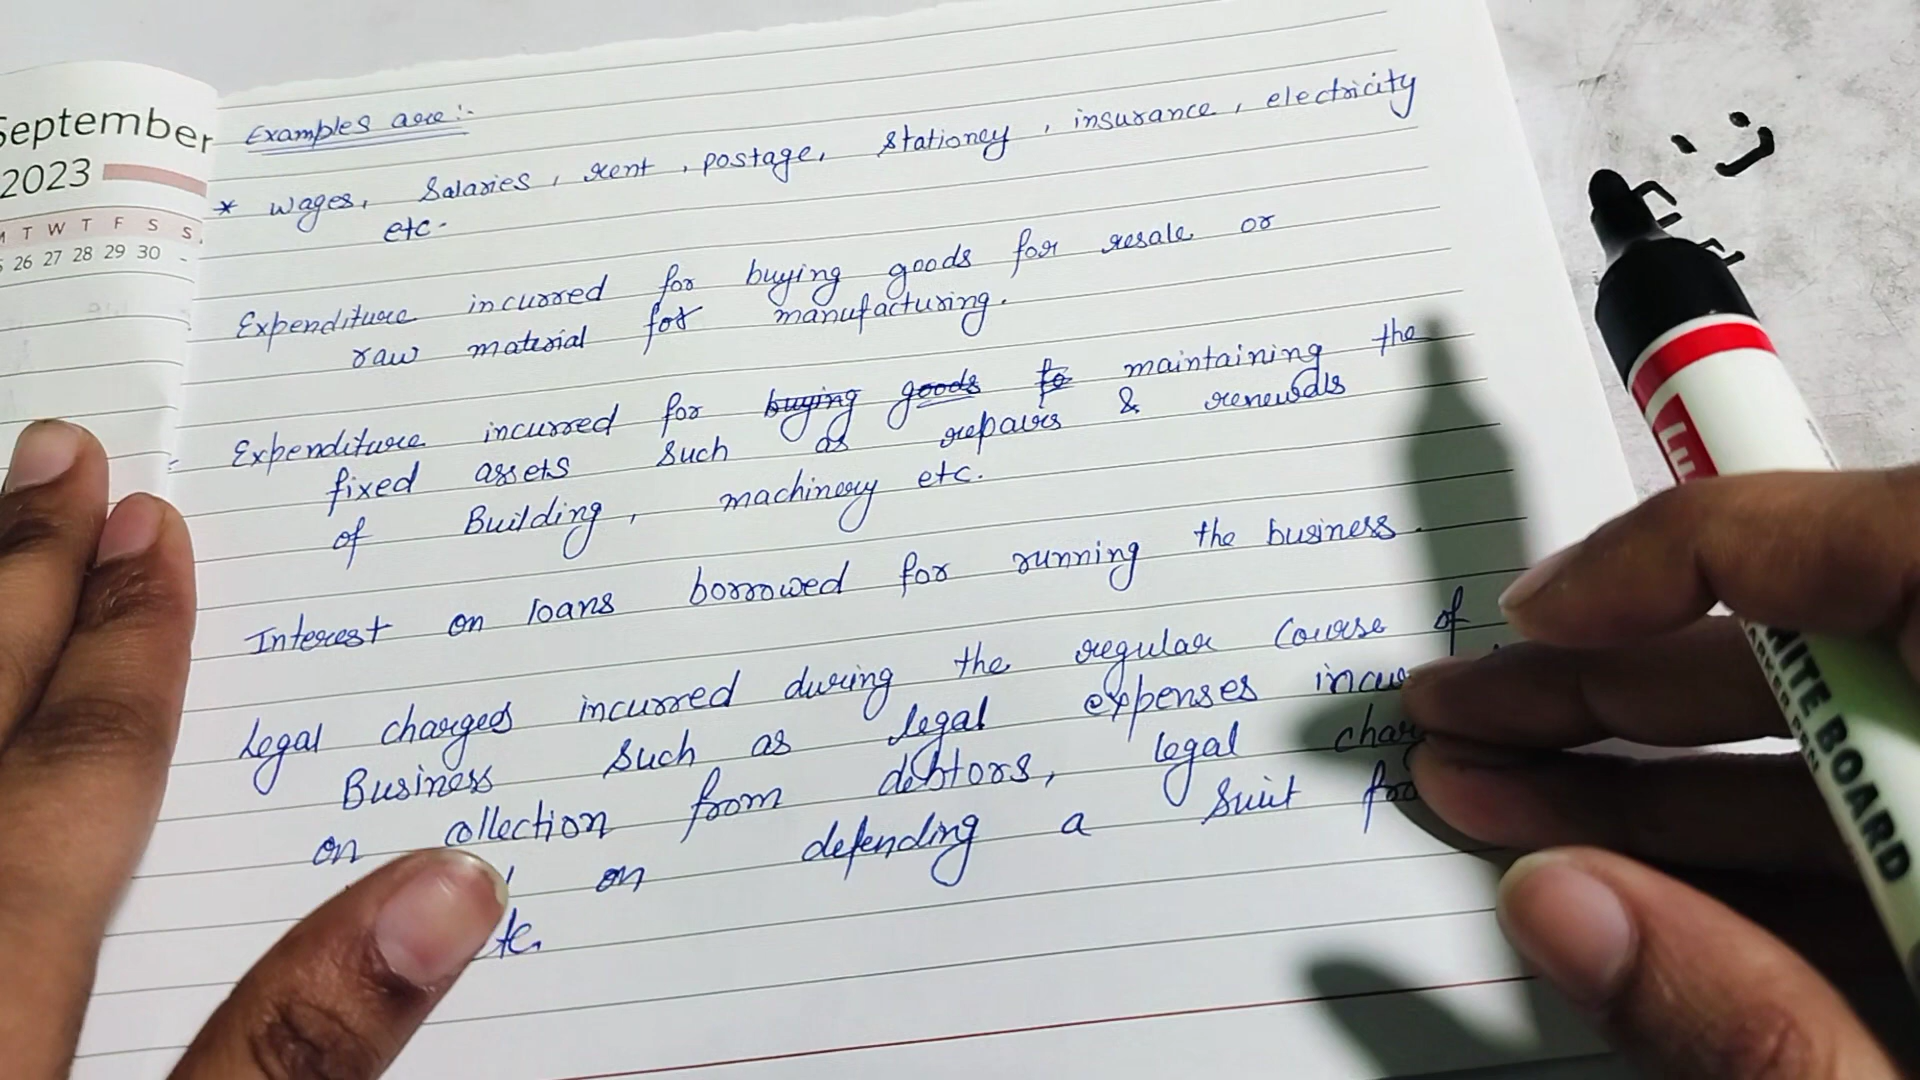 September
2023
T W T F S S
26 27 28 29 30
Examples are:-
* Wages, Salaries, rent, postage, Stationey, insurance, electricity
etc.
Expenditure incurred for buying goods for resale or
raw material for manufacturing.
Expenditure incurred for buying goods to maintaining the
fixed assets such as repairs & renewals
of Building, machinery etc.
Interest on loans borrowed for running the business.
Legal charges incurred during the regular Course of
Business such as legal expenses
on collection from debtors, legal
on defending a Suit
WHITE BOARD
MARKER PEN